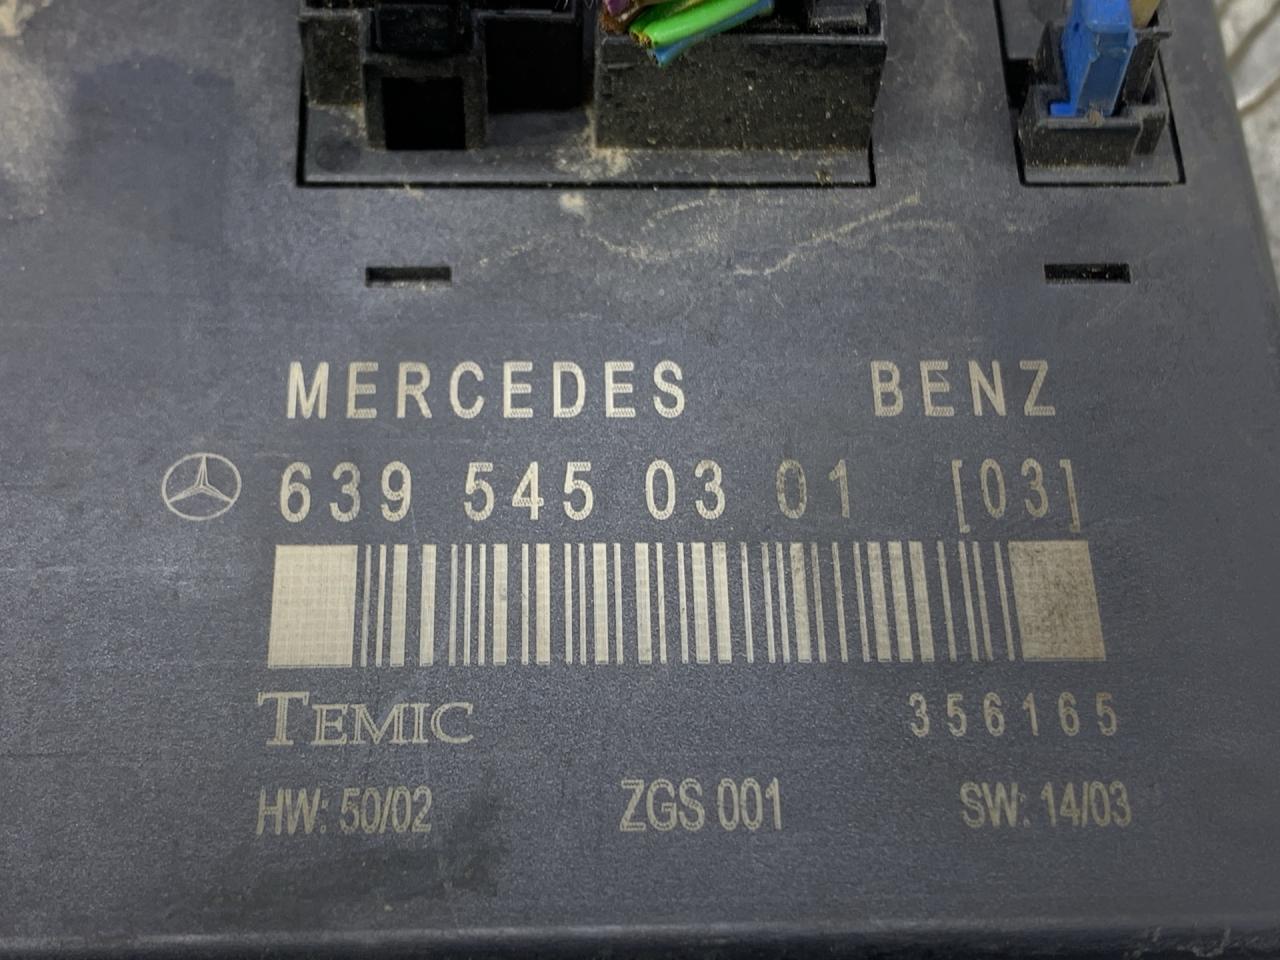 MERCEDES BENZ
639 545 03 01 [03]
TEMIC 356165
HW: 50/02 ZGS 001 SW: 14/03